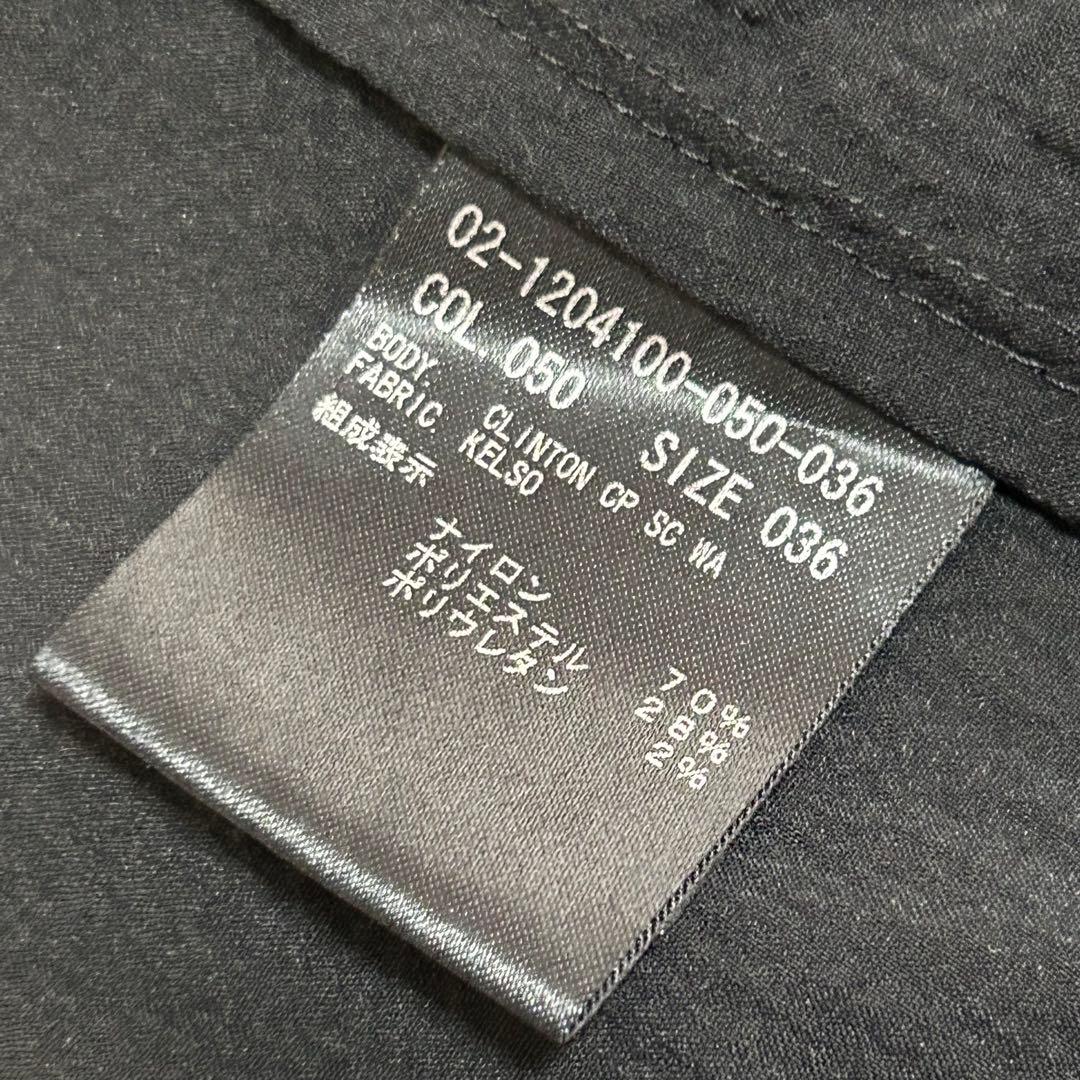 02-1204100-050-036
COL. 050 SIZE 036
BODY. CLINTON CP SC WA
FABRIC KELSO
組成表示
ナイロン 70%
ポリエステル 28%
ポリウレタン 2%